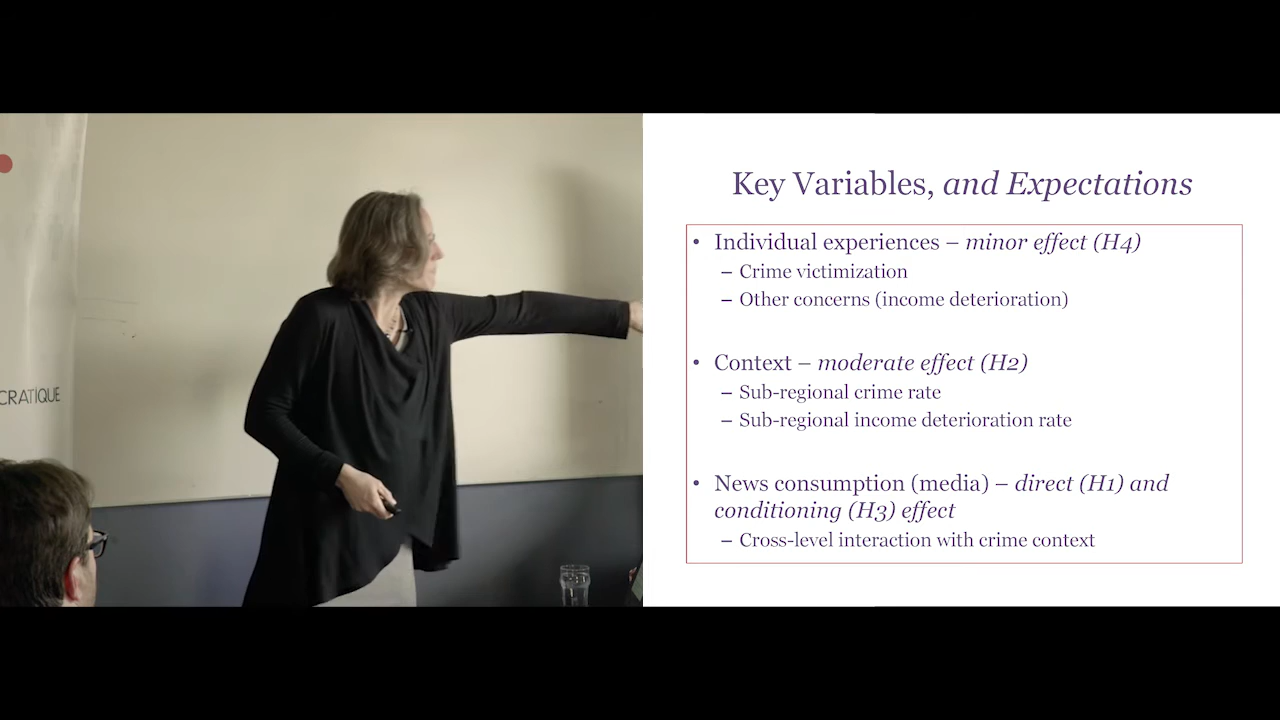 CRATIQUE
Key Variables, and Expectations
• Individual experiences – minor effect (H4)
– Crime victimization
– Other concerns (income deterioration)
• Context – moderate effect (H2)
– Sub-regional crime rate
– Sub-regional income deterioration rate
• News consumption (media) – direct (H1) and
conditioning (H3) effect
– Cross-level interaction with crime context